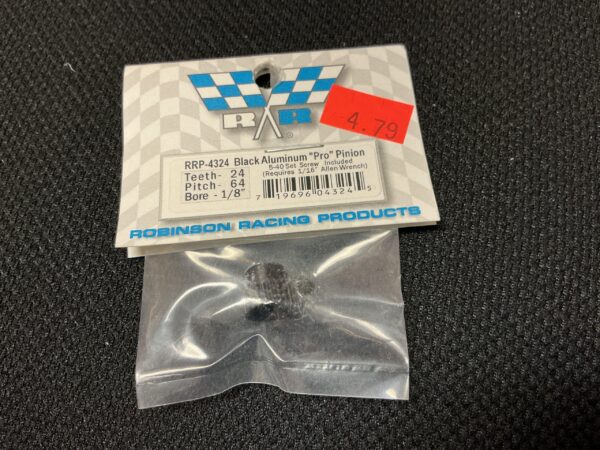 R R ®
4.79
RRP-4324 Black Aluminum "Pro" Pinion
5-40 Set Screw Included
(Requires 1/16" Allen Wrench)
Teeth- 24
Pitch- 64
Bore - 1/8"
7 19696 04324 5
ROBINSON RACING PRODUCTS